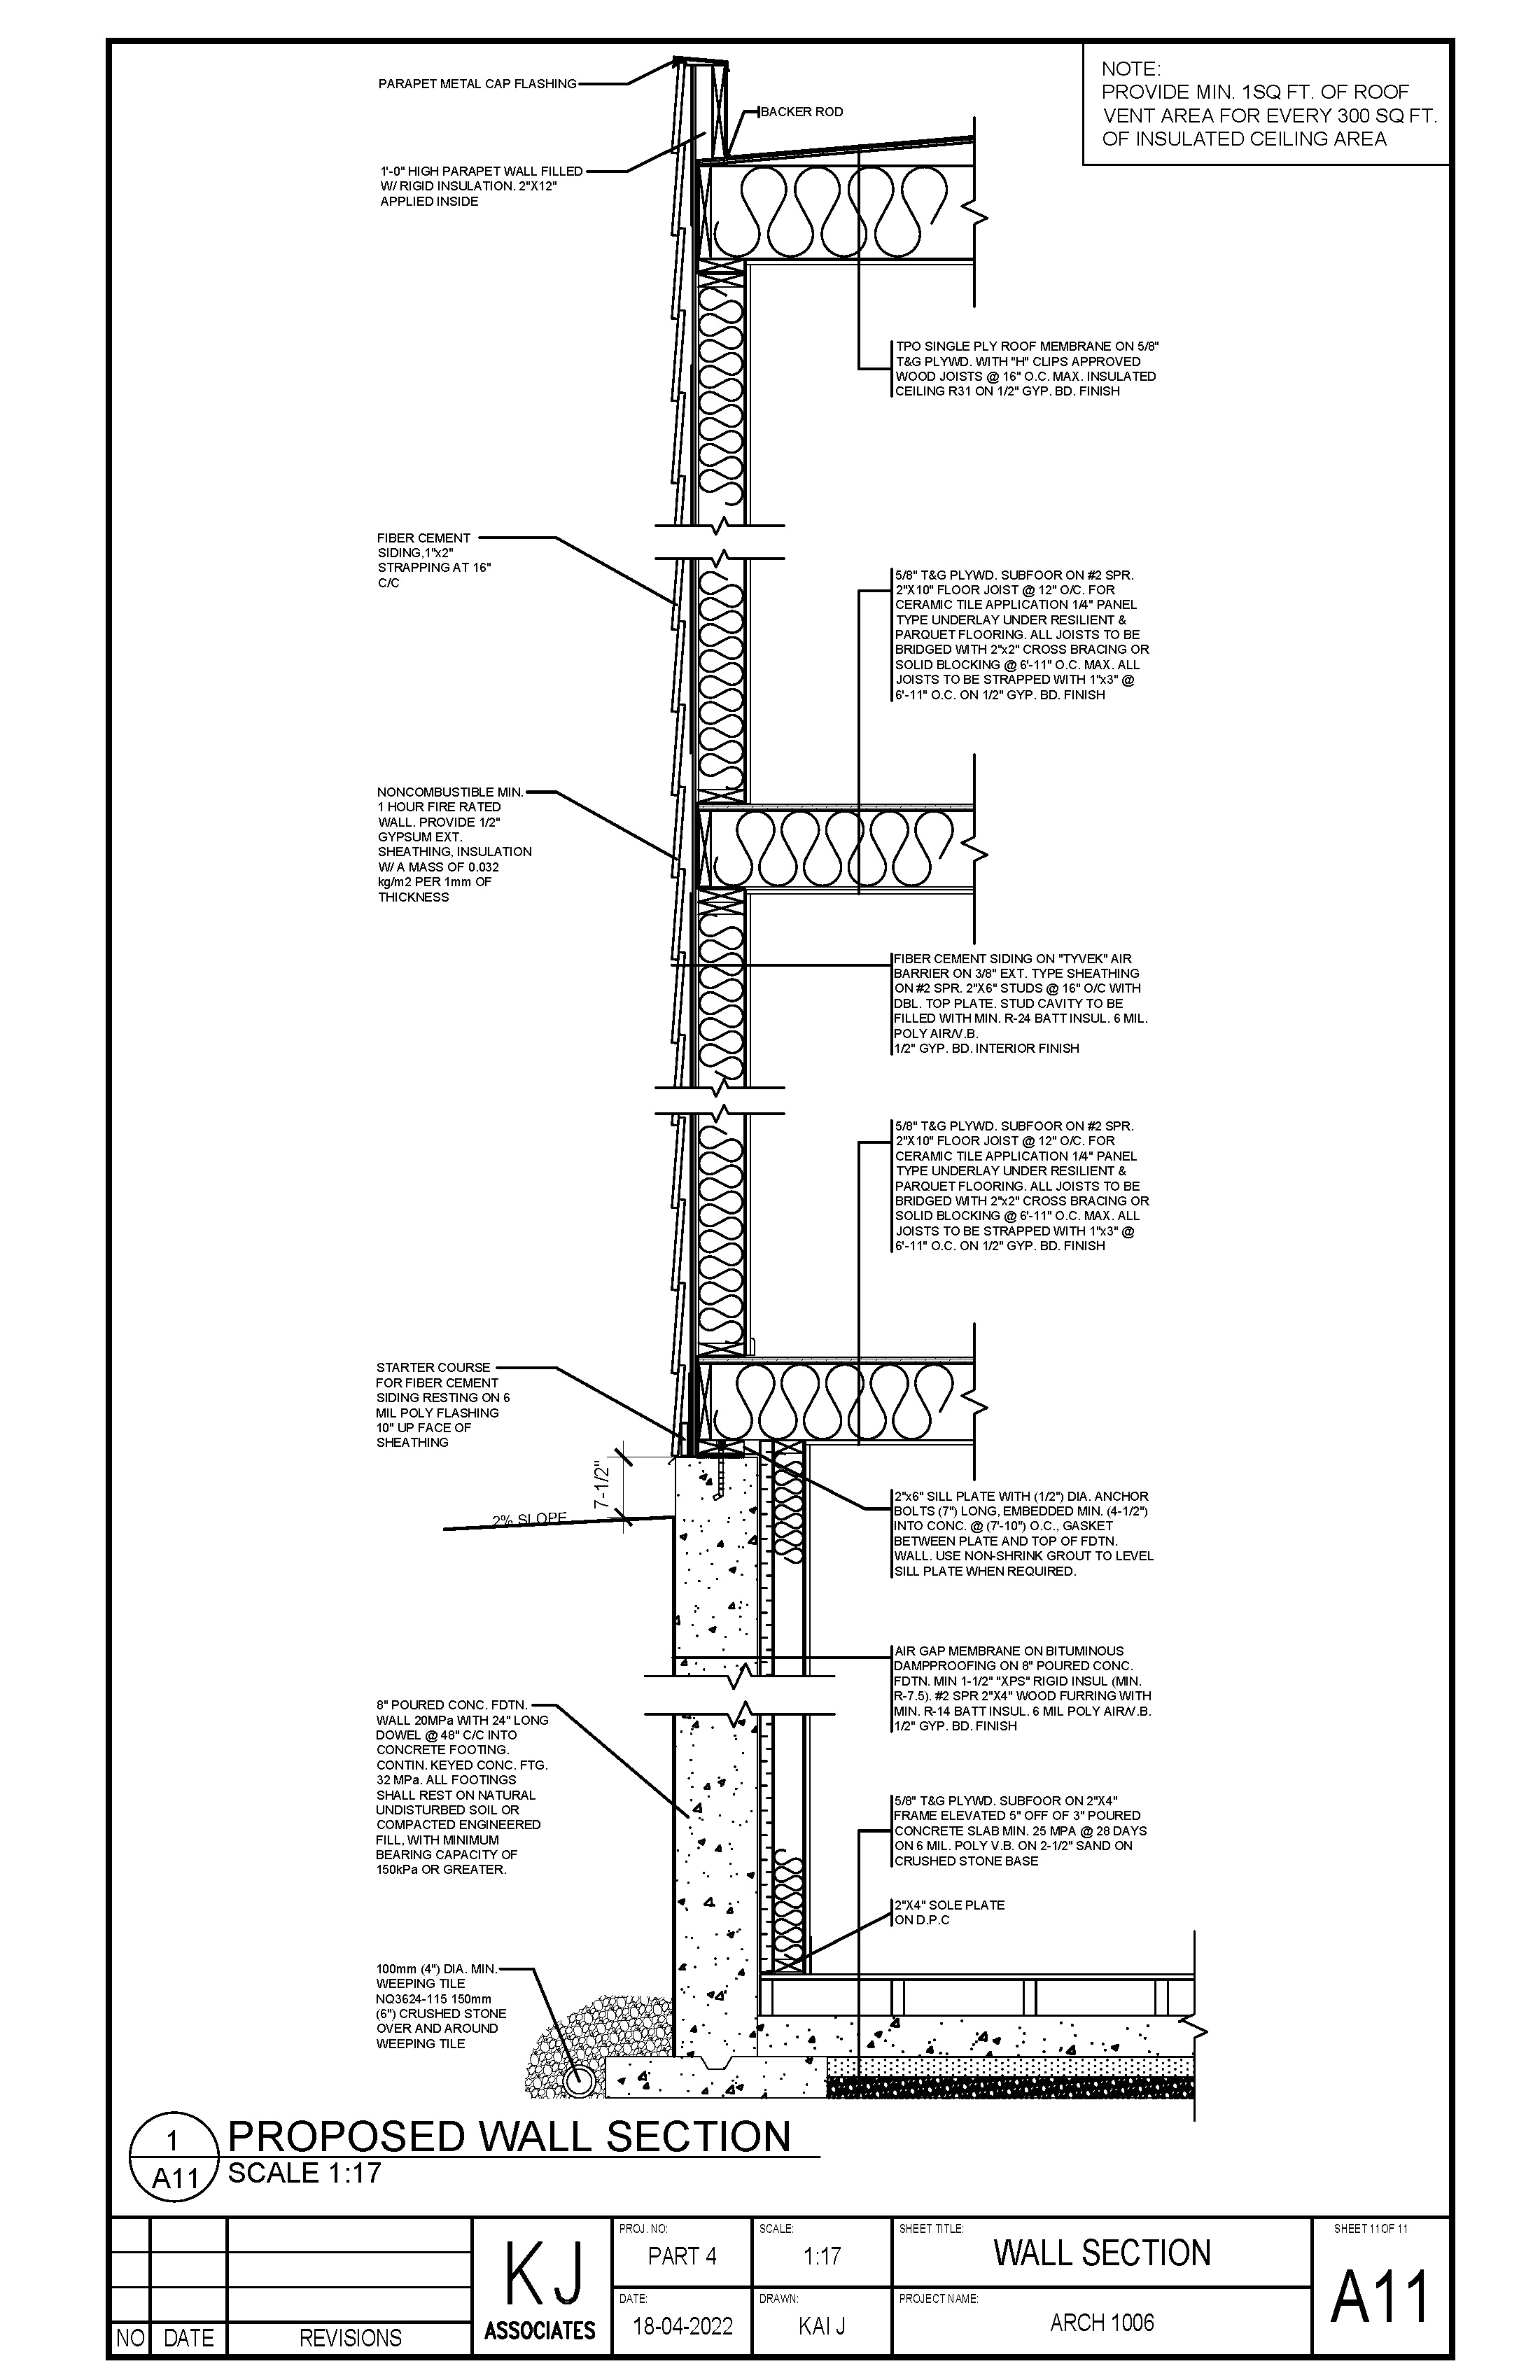 NOTE:
PROVIDE MIN. 1SQ FT. OF ROOF
VENT AREA FOR EVERY 300 SQ FT.
OF INSULATED CEILING AREA
PARAPET METAL CAP FLASHING
BACKER ROD
1'-0" HIGH PARAPET WALL FILLED
W/ RIGID INSULATION. 2"X12"
APPLIED INSIDE
TPO SINGLE PLY ROOF MEMBRANE ON 5/8"
T&G PLYWD. WITH "H" CLIPS APPROVED
WOOD JOISTS @ 16" O.C. MAX. INSULATED
CEILING R31 ON 1/2" GYP. BD. FINISH
FIBER CEMENT
SIDING,1"x2"
STRAPPING AT 16"
C/C
5/8" T&G PLYWD. SUBFOOR ON #2 SPR.
2"X10" FLOOR JOIST @ 12" O/C. FOR
CERAMIC TILE APPLICATION 1/4" PANEL
TYPE UNDERLAY UNDER RESILIENT &
PARQUET FLOORING. ALL JOISTS TO BE
BRIDGED WITH 2"x2" CROSS BRACING OR
SOLID BLOCKING @ 6'-11" O.C. MAX. ALL
JOISTS TO BE STRAPPED WITH 1"x3" @
6'-11" O.C. ON 1/2" GYP. BD. FINISH
NONCOMBUSTIBLE MIN.
1 HOUR FIRE RATED
WALL. PROVIDE 1/2"
GYPSUM EXT.
SHEATHING, INSULATION
W/ A MASS OF 0.032
kg/m2 PER 1mm OF
THICKNESS
FIBER CEMENT SIDING ON "TYVEK" AIR
BARRIER ON 3/8" EXT. TYPE SHEATHING
ON #2 SPR. 2"X6" STUDS @ 16" O/C WITH
DBL. TOP PLATE. STUD CAVITY TO BE
FILLED WITH MIN. R-24 BATT INSUL. 6 MIL.
POLY AIR/V.B.
1/2" GYP. BD. INTERIOR FINISH
5/8" T&G PLYWD. SUBFOOR ON #2 SPR.
2"X10" FLOOR JOIST @ 12" O/C. FOR
CERAMIC TILE APPLICATION 1/4" PANEL
TYPE UNDERLAY UNDER RESILIENT &
PARQUET FLOORING. ALL JOISTS TO BE
BRIDGED WITH 2"x2" CROSS BRACING OR
SOLID BLOCKING @ 6'-11" O.C. MAX. ALL
JOISTS TO BE STRAPPED WITH 1"x3" @
6'-11" O.C. ON 1/2" GYP. BD. FINISH
STARTER COURSE
FOR FIBER CEMENT
SIDING RESTING ON 6
MIL POLY FLASHING
10" UP FACE OF
SHEATHING
7-1/2"
2% SLOPE
2"x6" SILL PLATE WITH (1/2") DIA. ANCHOR
BOLTS (7") LONG, EMBEDDED MIN. (4-1/2")
INTO CONC. @ (7'-10") O.C., GASKET
BETWEEN PLATE AND TOP OF FDTN.
WALL. USE NON-SHRINK GROUT TO LEVEL
SILL PLATE WHEN REQUIRED.
AIR GAP MEMBRANE ON BITUMINOUS
DAMPPROOFING ON 8" POURED CONC.
FDTN. MIN 1-1/2" "XPS" RIGID INSUL (MIN.
R-7.5). #2 SPR 2"X4" WOOD FURRING WITH
MIN. R-14 BATT INSUL. 6 MIL POLY AIR/V.B.
1/2" GYP. BD. FINISH
8" POURED CONC. FDTN.
WALL 20MPa WITH 24" LONG
DOWEL @ 48" C/C INTO
CONCRETE FOOTING.
CONTIN. KEYED CONC. FTG.
32 MPa. ALL FOOTINGS
SHALL REST ON NATURAL
UNDISTURBED SOIL OR
COMPACTED ENGINEERED
FILL, WITH MINIMUM
BEARING CAPACITY OF
150kPa OR GREATER.
5/8" T&G PLYWD. SUBFOOR ON 2"X4"
FRAME ELEVATED 5" OFF OF 3" POURED
CONCRETE SLAB MIN. 25 MPA @ 28 DAYS
ON 6 MIL. POLY V.B. ON 2-1/2" SAND ON
CRUSHED STONE BASE
2"X4" SOLE PLATE
ON D.P.C
100mm (4") DIA. MIN.
WEEPING TILE
NQ3624-115 150mm
(6") CRUSHED STONE
OVER AND AROUND
WEEPING TILE
1
A11
PROPOSED WALL SECTION
SCALE 1:17
NO DATE REVISIONS
KJ
ASSOCIATES
PROJ. NO:
PART 4
SCALE:
1:17
DATE:
18-04-2022
DRAWN:
KAI J
SHEET TITLE:
WALL SECTION
PROJECT NAME:
ARCH 1006
SHEET 11 OF 11
A11